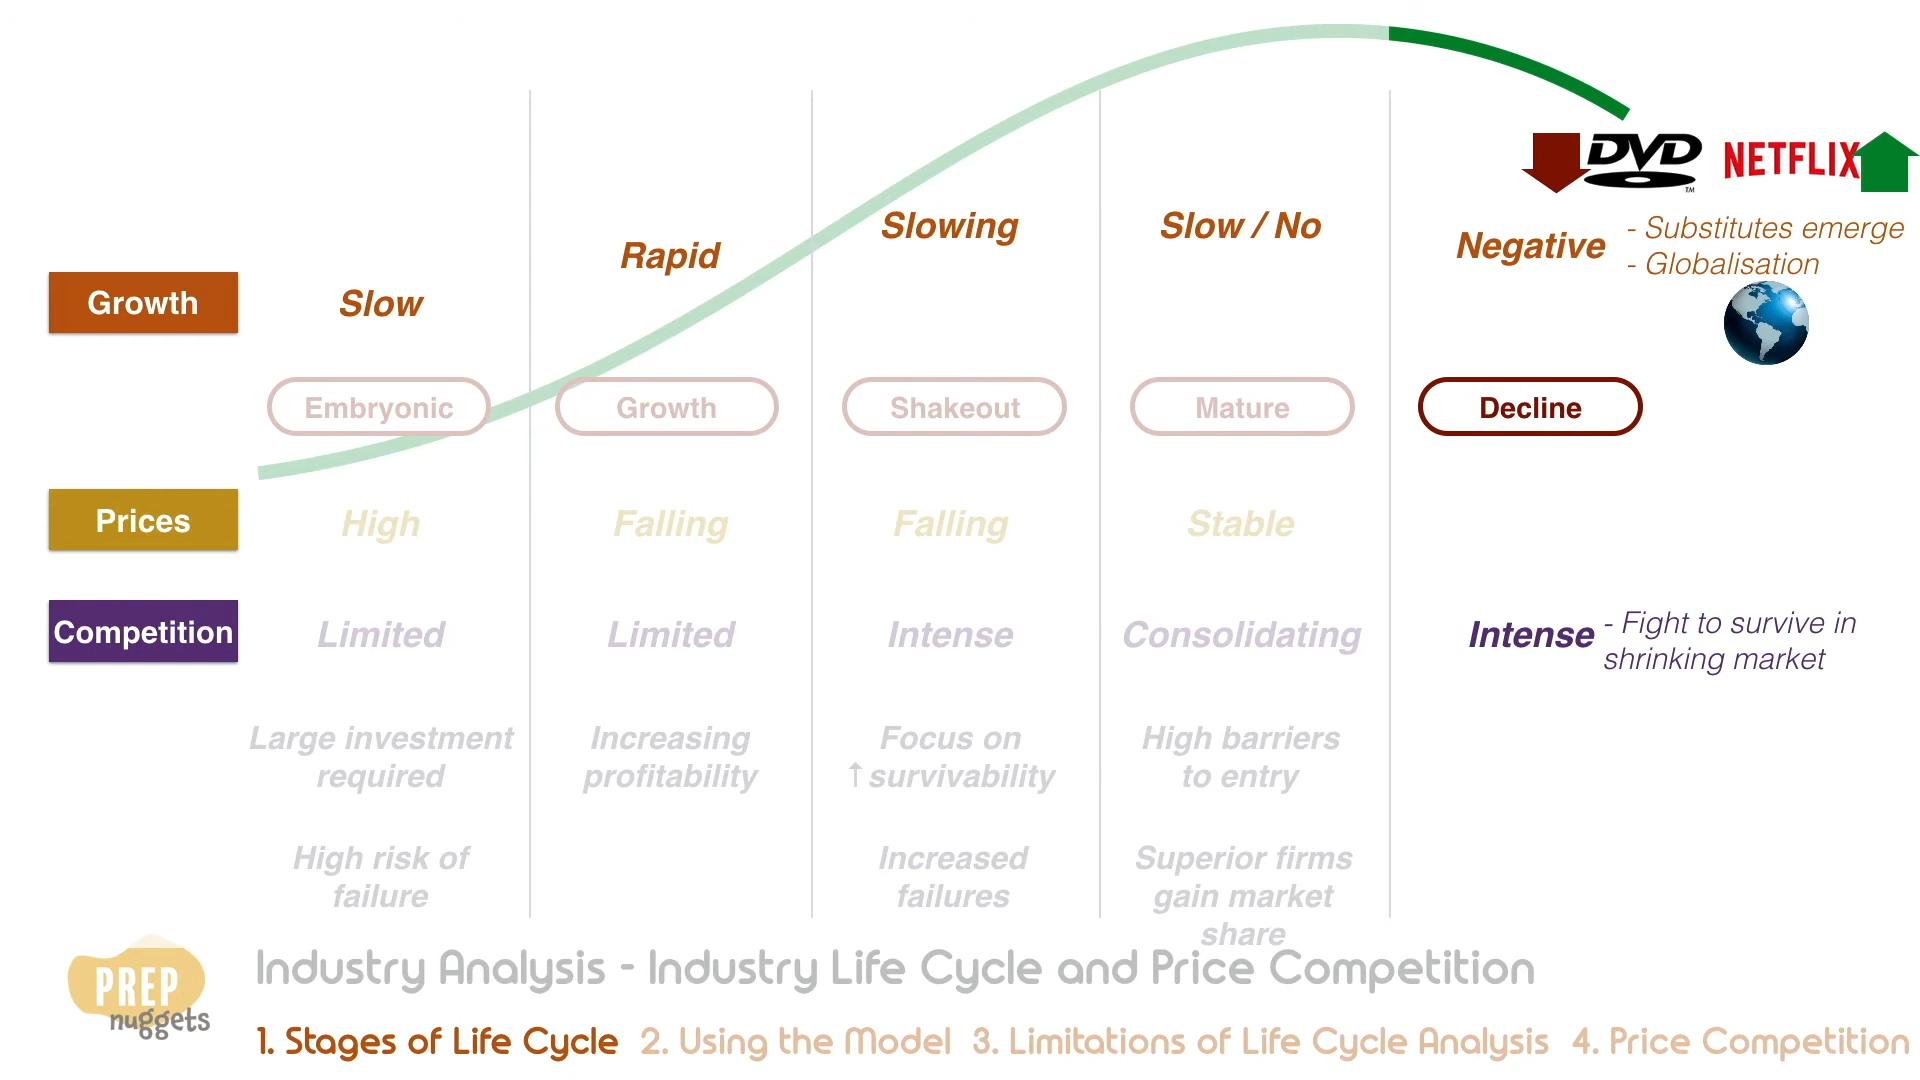 DVD
TM
NETFLIX
Slowing
Slow / No
- Substitutes emerge
Rapid
Negative
- Globalisation
Growth
Slow
Embryonic
Growth
Shakeout
Mature
Decline
Prices
High
Falling
Falling
Stable
Competition
Limited
Limited
Intense
Consolidating
Intense
- Fight to survive in
shrinking market
Large investment
required
Increasing
profitability
Focus on
↑ survivability
High barriers
to entry
High risk of
failure
Increased
failures
Superior firms
gain market
share
PREP
nuggets
Industry Analysis - Industry Life Cycle and Price Competition
1. Stages of Life Cycle 2. Using the Model 3. Limitations of Life Cycle Analysis 4. Price Competition